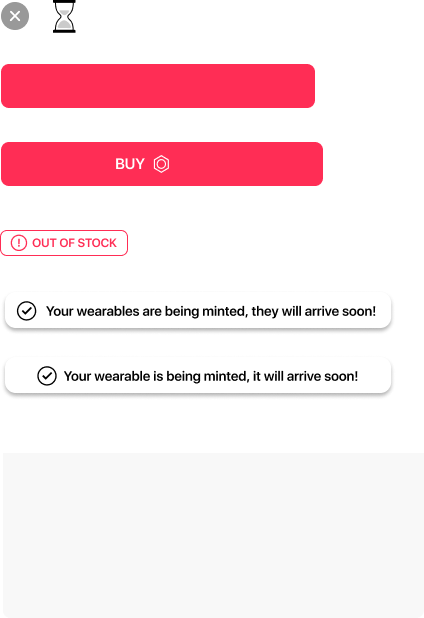 BUY
OUT OF STOCK
Your wearables are being minted, they will arrive soon!
Your wearable is being minted, it will arrive soon!